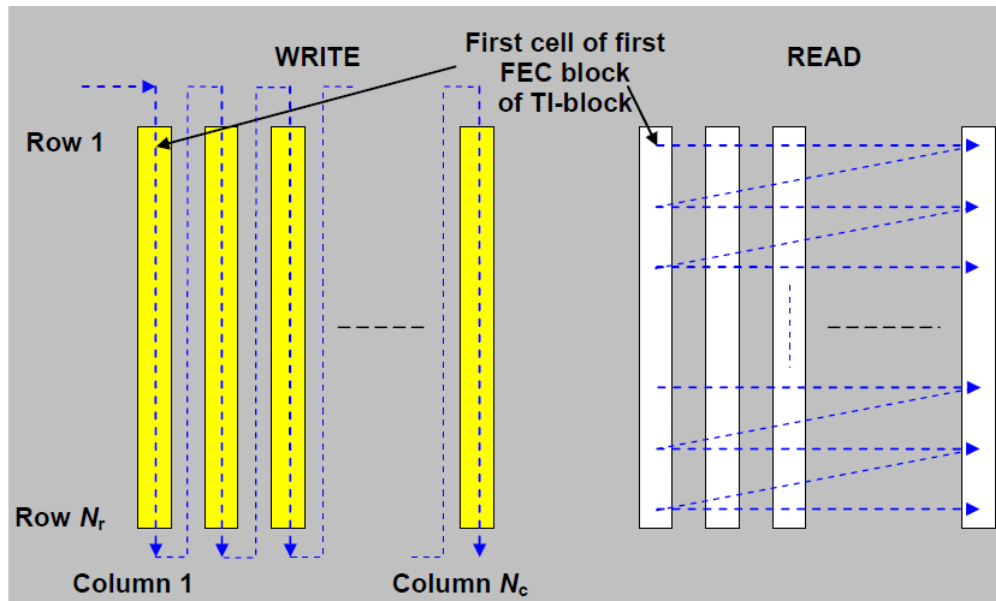 WRITE
First cell of first
FEC block
of TI-block
READ
Row 1
Row Nr
Column 1
Column Nc